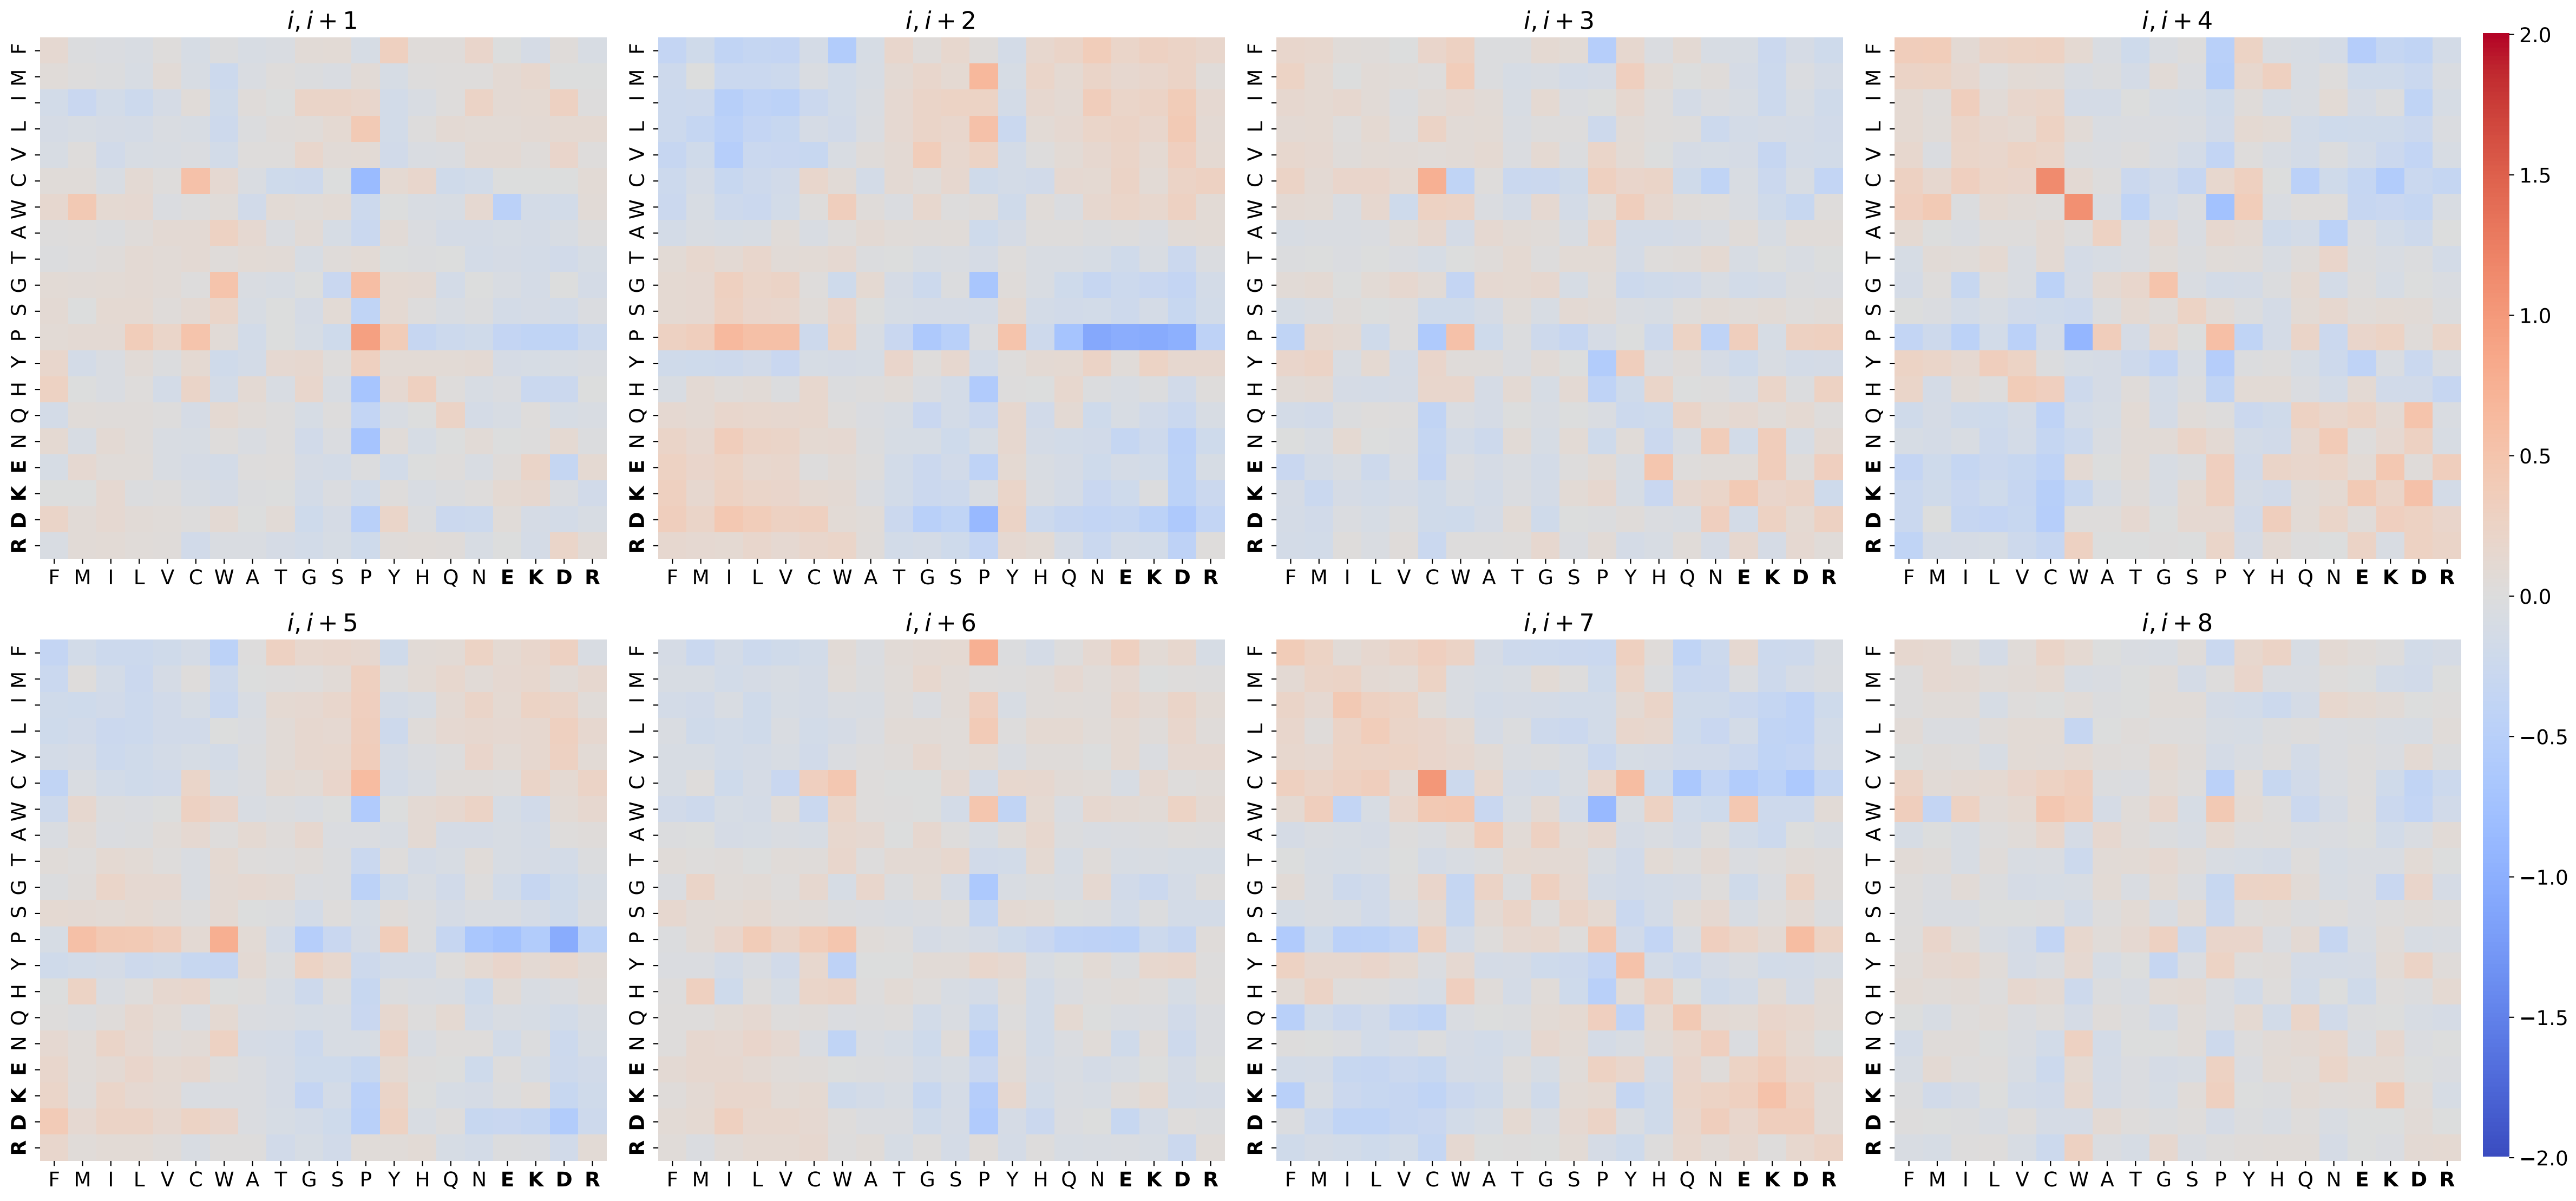 i, i + 1
i, i + 2
i, i + 3
i, i + 4
F
M
I
L
V
C
W
A
T
G
S
P
Y
H
Q
N
E
K
D
R
F M I L V C W A T G S P Y H Q N E K D R
F
M
I
L
V
C
W
A
T
G
S
P
Y
H
Q
N
E
K
D
R
F M I L V C W A T G S P Y H Q N E K D R
F
M
I
L
V
C
W
A
T
G
S
P
Y
H
Q
N
E
K
D
R
F M I L V C W A T G S P Y H Q N E K D R
F
M
I
L
V
C
W
A
T
G
S
P
Y
H
Q
N
E
K
D
R
F M I L V C W A T G S P Y H Q N E K D R
i, i + 5
i, i + 6
i, i + 7
i, i + 8
F
M
I
L
V
C
W
A
T
G
S
P
Y
H
Q
N
E
K
D
R
F M I L V C W A T G S P Y H Q N E K D R
F
M
I
L
V
C
W
A
T
G
S
P
Y
H
Q
N
E
K
D
R
F M I L V C W A T G S P Y H Q N E K D R
F
M
I
L
V
C
W
A
T
G
S
P
Y
H
Q
N
E
K
D
R
F M I L V C W A T G S P Y H Q N E K D R
F
M
I
L
V
C
W
A
T
G
S
P
Y
H
Q
N
E
K
D
R
F M I L V C W A T G S P Y H Q N E K D R
2.0
1.5
1.0
0.5
0.0
−0.5
−1.0
−1.5
−2.0